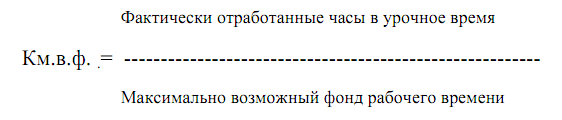 Фактически отработанные часы в урочное время
Км.в.ф. = ---------------------------------------------------------
Максимально возможный фонд рабочего времени